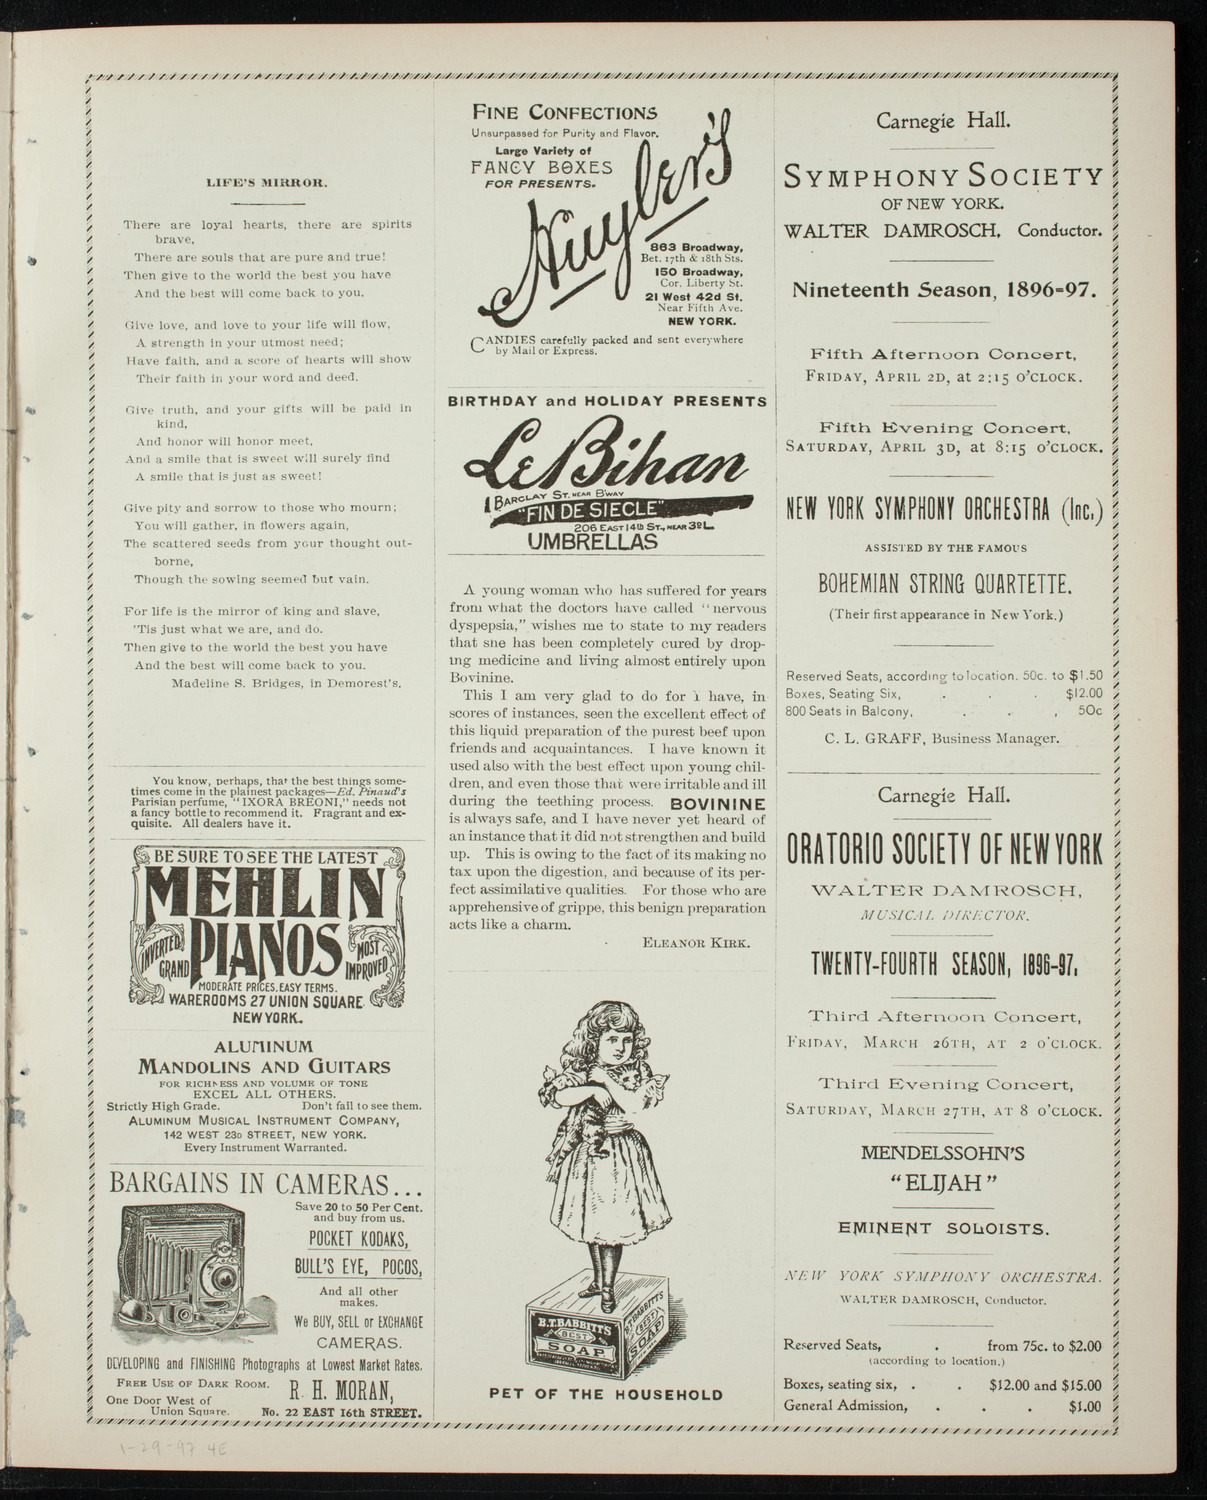 LIFE'S MIRROR.
There are loyal hearts, there are spirits
brave,
There are souls that are pure and true!
Then give to the world the best you have
And the best will come back to you.
Give love, and love to your life will flow,
A strength in your utmost need;
Have faith, and a score of hearts will show
Their faith in your word and deed.
Give truth, and your gifts will be paid in
kind,
And honor will honor meet,
And a smile that is sweet will surely find
A smile that is just as sweet!
Give pity and sorrow to those who mourn;
You will gather, in flowers again,
The scattered seeds from your thought out-
borne,
Though the sowing seemed but vain.
For life is the mirror of king and slave,
'Tis just what we are, and do.
Then give to the world the best you have
And the best will come back to you.
Madeline S. Bridges, in Demorest's.
You know, perhaps, that the best things some-
times come in the plainest packages—Ed. Pinaud's
Parisian perfume, "IXORA BREONI," needs not
a fancy bottle to recommend it. Fragrant and ex-
quisite. All dealers have it.
BE SURE TO SEE THE LATEST
MEHLIN
PIANOS
INVERTED
GRAND
MOST
IMPROVED
MODERATE PRICES. EASY TERMS.
WAREROOMS 27 UNION SQUARE
NEW YORK.
ALUMINUM
MANDOLINS AND GUITARS
FOR RICHNESS AND VOLUME OF TONE
EXCEL ALL OTHERS.
Strictly High Grade. Don't fail to see them.
ALUMINUM MUSICAL INSTRUMENT COMPANY,
142 WEST 23D STREET, NEW YORK.
Every Instrument Warranted.
BARGAINS IN CAMERAS...
Save 20 to 50 Per Cent.
and buy from us.
POCKET KODAKS,
BULL'S EYE, POCOS,
And all other
makes.
We BUY, SELL or EXCHANGE
CAMERAS.
DEVELOPING and FINISHING Photographs at Lowest Market Rates.
FREE USE OF DARK ROOM.
R. H. MORAN,
One Door West of
Union Square.
No. 22 EAST 16th STREET.
FINE CONFECTIONS
Unsurpassed for Purity and Flavor.
Large Variety of
FANCY BOXES
FOR PRESENTS.
Huyler's
863 Broadway,
Bet. 17th & 18th Sts.
150 Broadway,
Cor. Liberty St.
21 West 42d St.
Near Fifth Ave.
NEW YORK.
CANDIES carefully packed and sent everywhere
by Mail or Express.
BIRTHDAY and HOLIDAY PRESENTS
Le Bihan
1 BARCLAY ST. NEAR B'WAY
"FIN DE SIECLE"
206 EAST 14th ST., NEAR 3D L.
UMBRELLAS
A young woman who has suffered for years
from what the doctors have called "nervous
dyspepsia," wishes me to state to my readers
that she has been completely cured by drop-
ing medicine and living almost entirely upon
Bovinine.
This I am very glad to do for I have, in
scores of instances, seen the excellent effect of
this liquid preparation of the purest beef upon
friends and acquaintances. I have known it
used also with the best effect upon young chil-
dren, and even those that were irritable and ill
during the teething process. BOVININE
is always safe, and I have never yet heard of
an instance that it did not strengthen and build
up. This is owing to the fact of its making no
tax upon the digestion, and because of its per-
fect assimilative qualities. For those who are
apprehensive of grippe, this benign preparation
acts like a charm.
ELEANOR KIRK.
B.T. BABBITT'S
BEST
SOAP
B.T. BABBITT'S
BEST
SOAP
PET OF THE HOUSEHOLD
Carnegie Hall.
SYMPHONY SOCIETY
OF NEW YORK.
WALTER DAMROSCH, Conductor.
Nineteenth Season, 1896-97.
Fifth Afternoon Concert,
FRIDAY, APRIL 2D, at 2:15 O'CLOCK.
Fifth Evening Concert,
SATURDAY, APRIL 3D, at 8:15 O'CLOCK.
NEW YORK SYMPHONY ORCHESTRA (Inc.)
ASSISTED BY THE FAMOUS
BOHEMIAN STRING QUARTETTE.
(Their first appearance in New York.)
Reserved Seats, according to location. 50c. to $1.50
Boxes, Seating Six, . . . $12.00
800 Seats in Balcony, . . . 50c
C. L. GRAFF, Business Manager.
Carnegie Hall.
ORATORIO SOCIETY OF NEW YORK
WALTER DAMROSCH,
MUSICAL DIRECTOR.
TWENTY-FOURTH SEASON, 1896-97.
Third Afternoon Concert,
FRIDAY, MARCH 26TH, AT 2 O'CLOCK.
Third Evening Concert,
SATURDAY, MARCH 27TH, AT 8 O'CLOCK.
MENDELSSOHN'S
"ELIJAH"
EMINENT SOLOISTS.
NEW YORK SYMPHONY ORCHESTRA.
WALTER DAMROSCH, Conductor.
Reserved Seats, . from 75c. to $2.00
(according to location.)
Boxes, seating six, . . $12.00 and $15.00
General Admission, . . . $1.00
1-29-97 4E